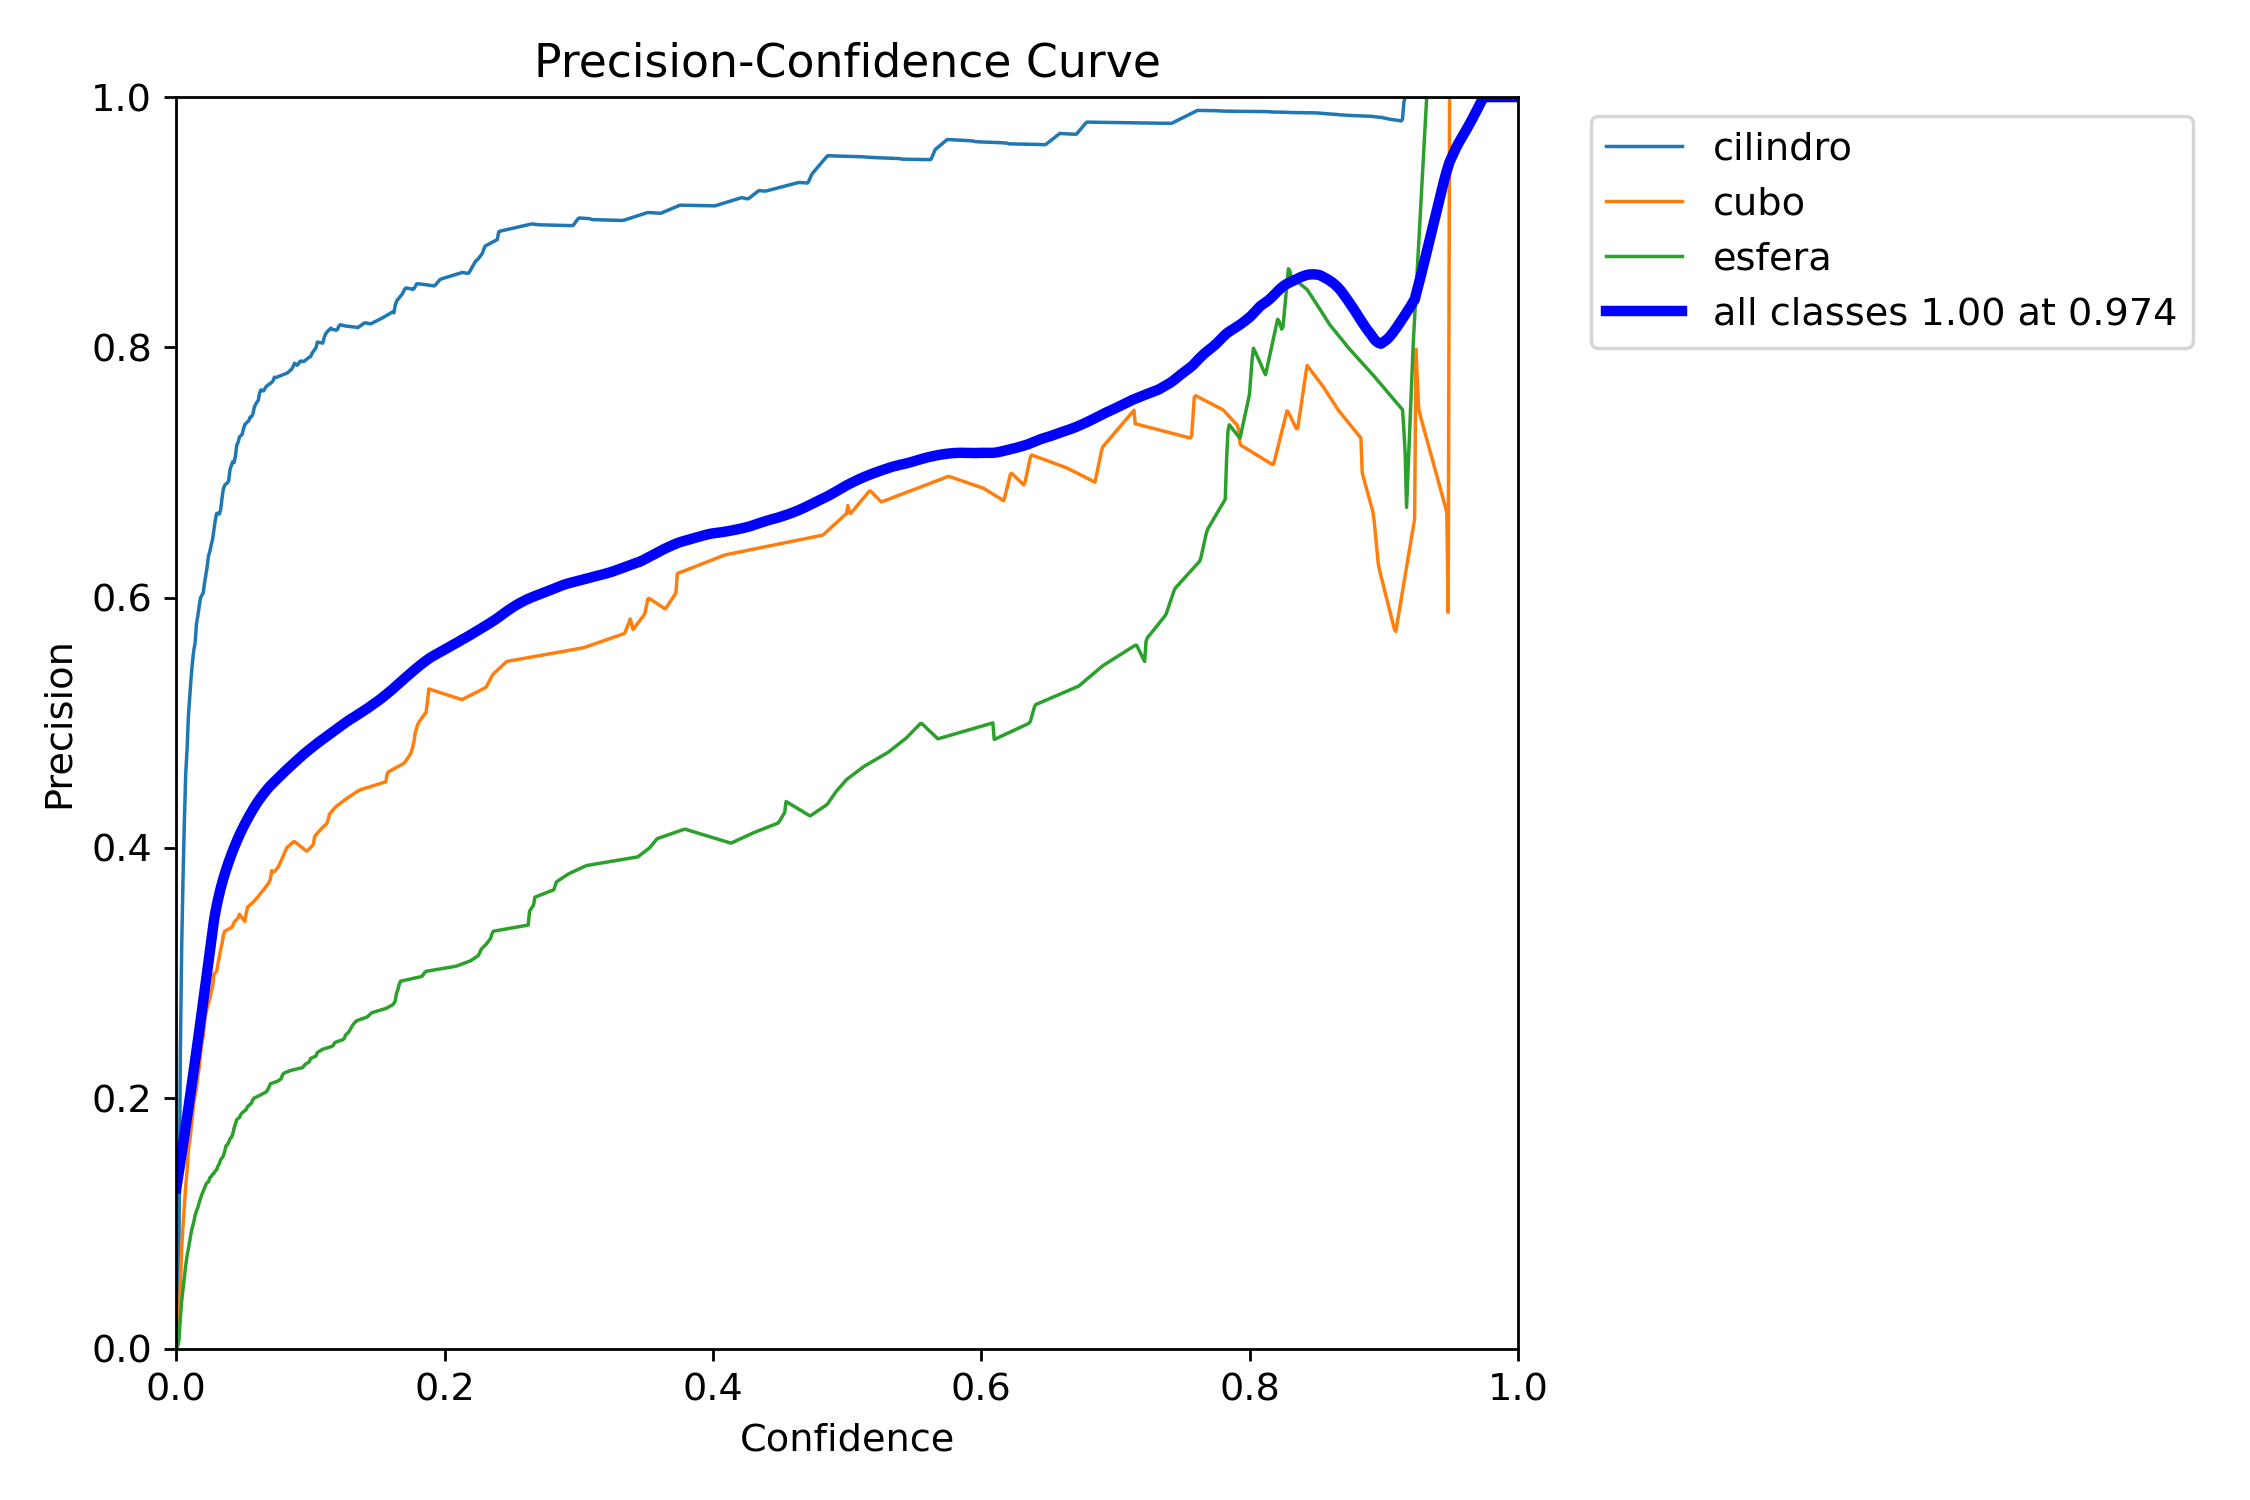 Precision-Confidence Curve
1.0
0.8
0.6
0.4
0.2
0.0
Precision
0.0 0.2 0.4 0.6 0.8 1.0
Confidence
cilindro
cubo
esfera
all classes 1.00 at 0.974